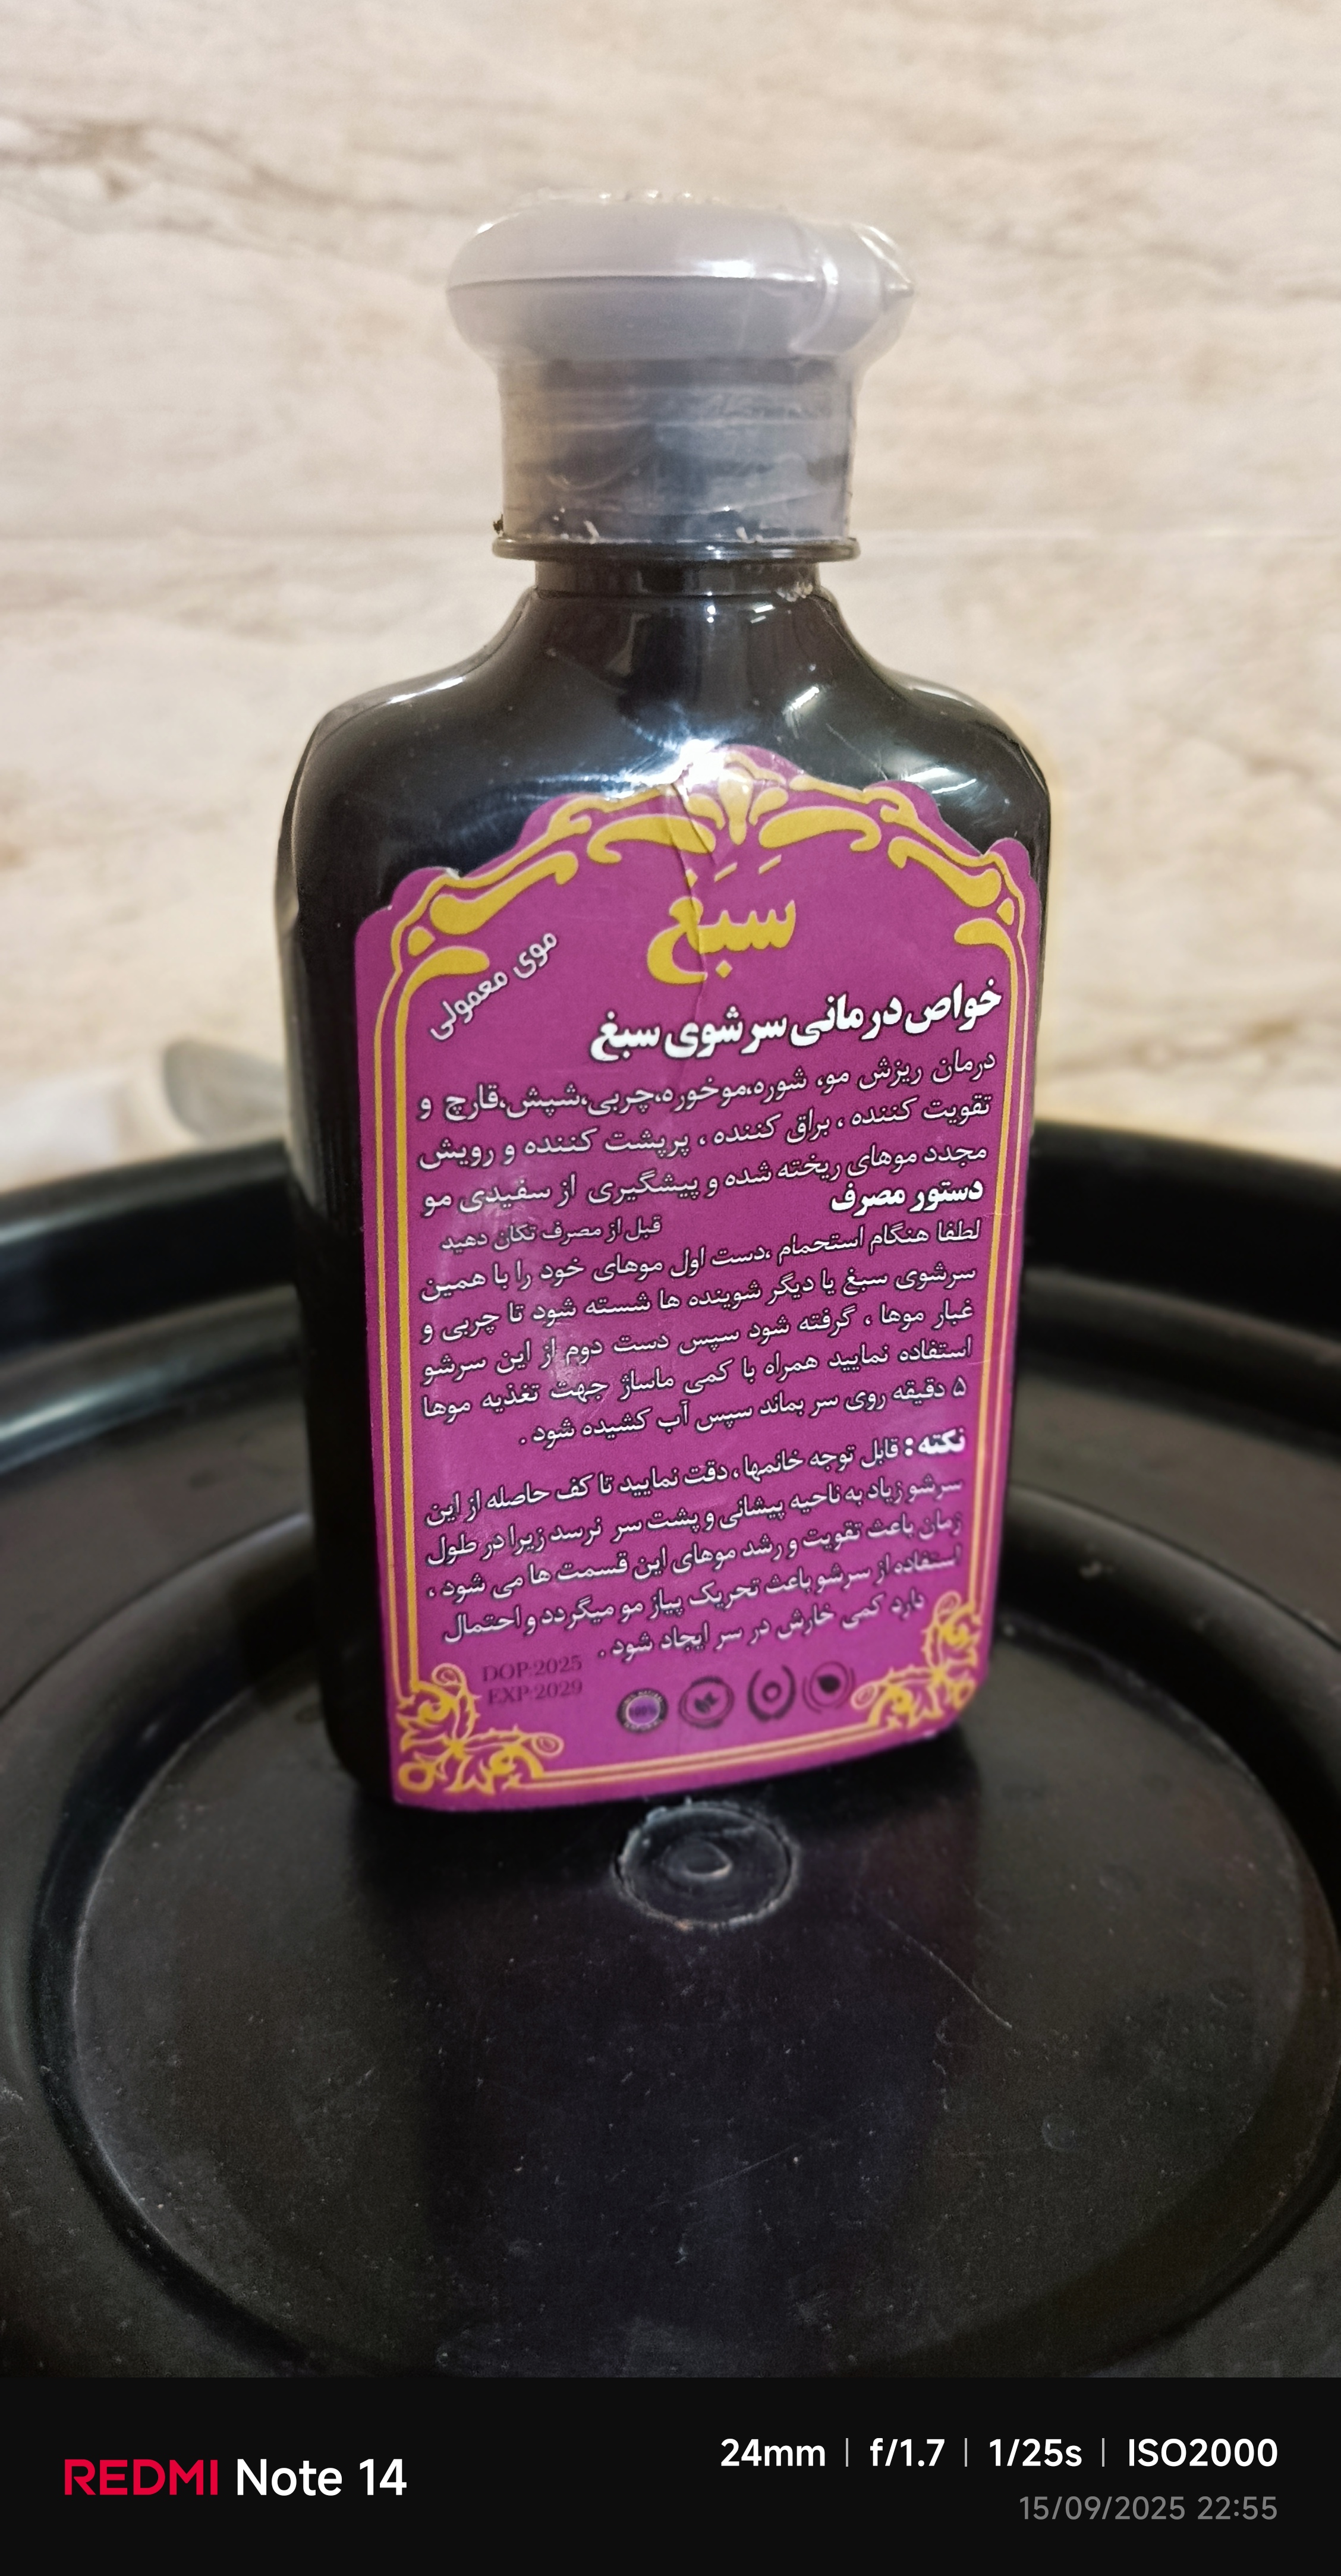 سَبَغ
موی معمولی
خواص درمانی سرشوی سبغ
درمان ریزش مو، شوره،موخوره،چربی،شپش،قارچ و
تقویت کننده ، براق کننده ، پرپشت کننده و رویش
مجدد موهای ریخته شده و پیشگیری از سفیدی مو
دستور مصرف
قبل از مصرف تکان دهید
لطفا هنگام استحمام ،دست اول موهای خود را با همین
سرشوی سبغ یا دیگر شوینده ها شسته شود تا چربی و
غبار موها ، گرفته شود سپس دست دوم از این سرشو
استفاده نمایید همراه با کمی ماساژ جهت تغذیه موها
۵ دقیقه روی سر بماند سپس آب کشیده شود .
نکته : قابل توجه خانمها ، دقت نمایید تا کف حاصله از این
سرشو زیاد به ناحیه پیشانی و پشت سر نرسد زیرا در طول
زمان باعث تقویت و رشد موهای این قسمت ها می شود ،
استفاده از سرشو باعث تحریک پیاز مو میگردد و احتمال
دارد کمی خارش در سر ایجاد شود .
DOP:2025
EXP:2029
REDMI Note 14
24mm | f/1.7 | 1/25s | ISO2000
15/09/2025 22:55